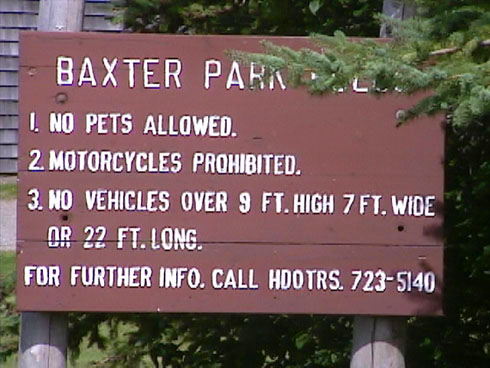 BAXTER PARK
1. NO PETS ALLOWED.
2. MOTORCYCLES PROHIBITED.
3. NO VEHICLES OVER 9 FT. HIGH 7 FT. WIDE
OR 22 FT. LONG.
FOR FURTHER INFO. CALL HDQTRS. 723-5140